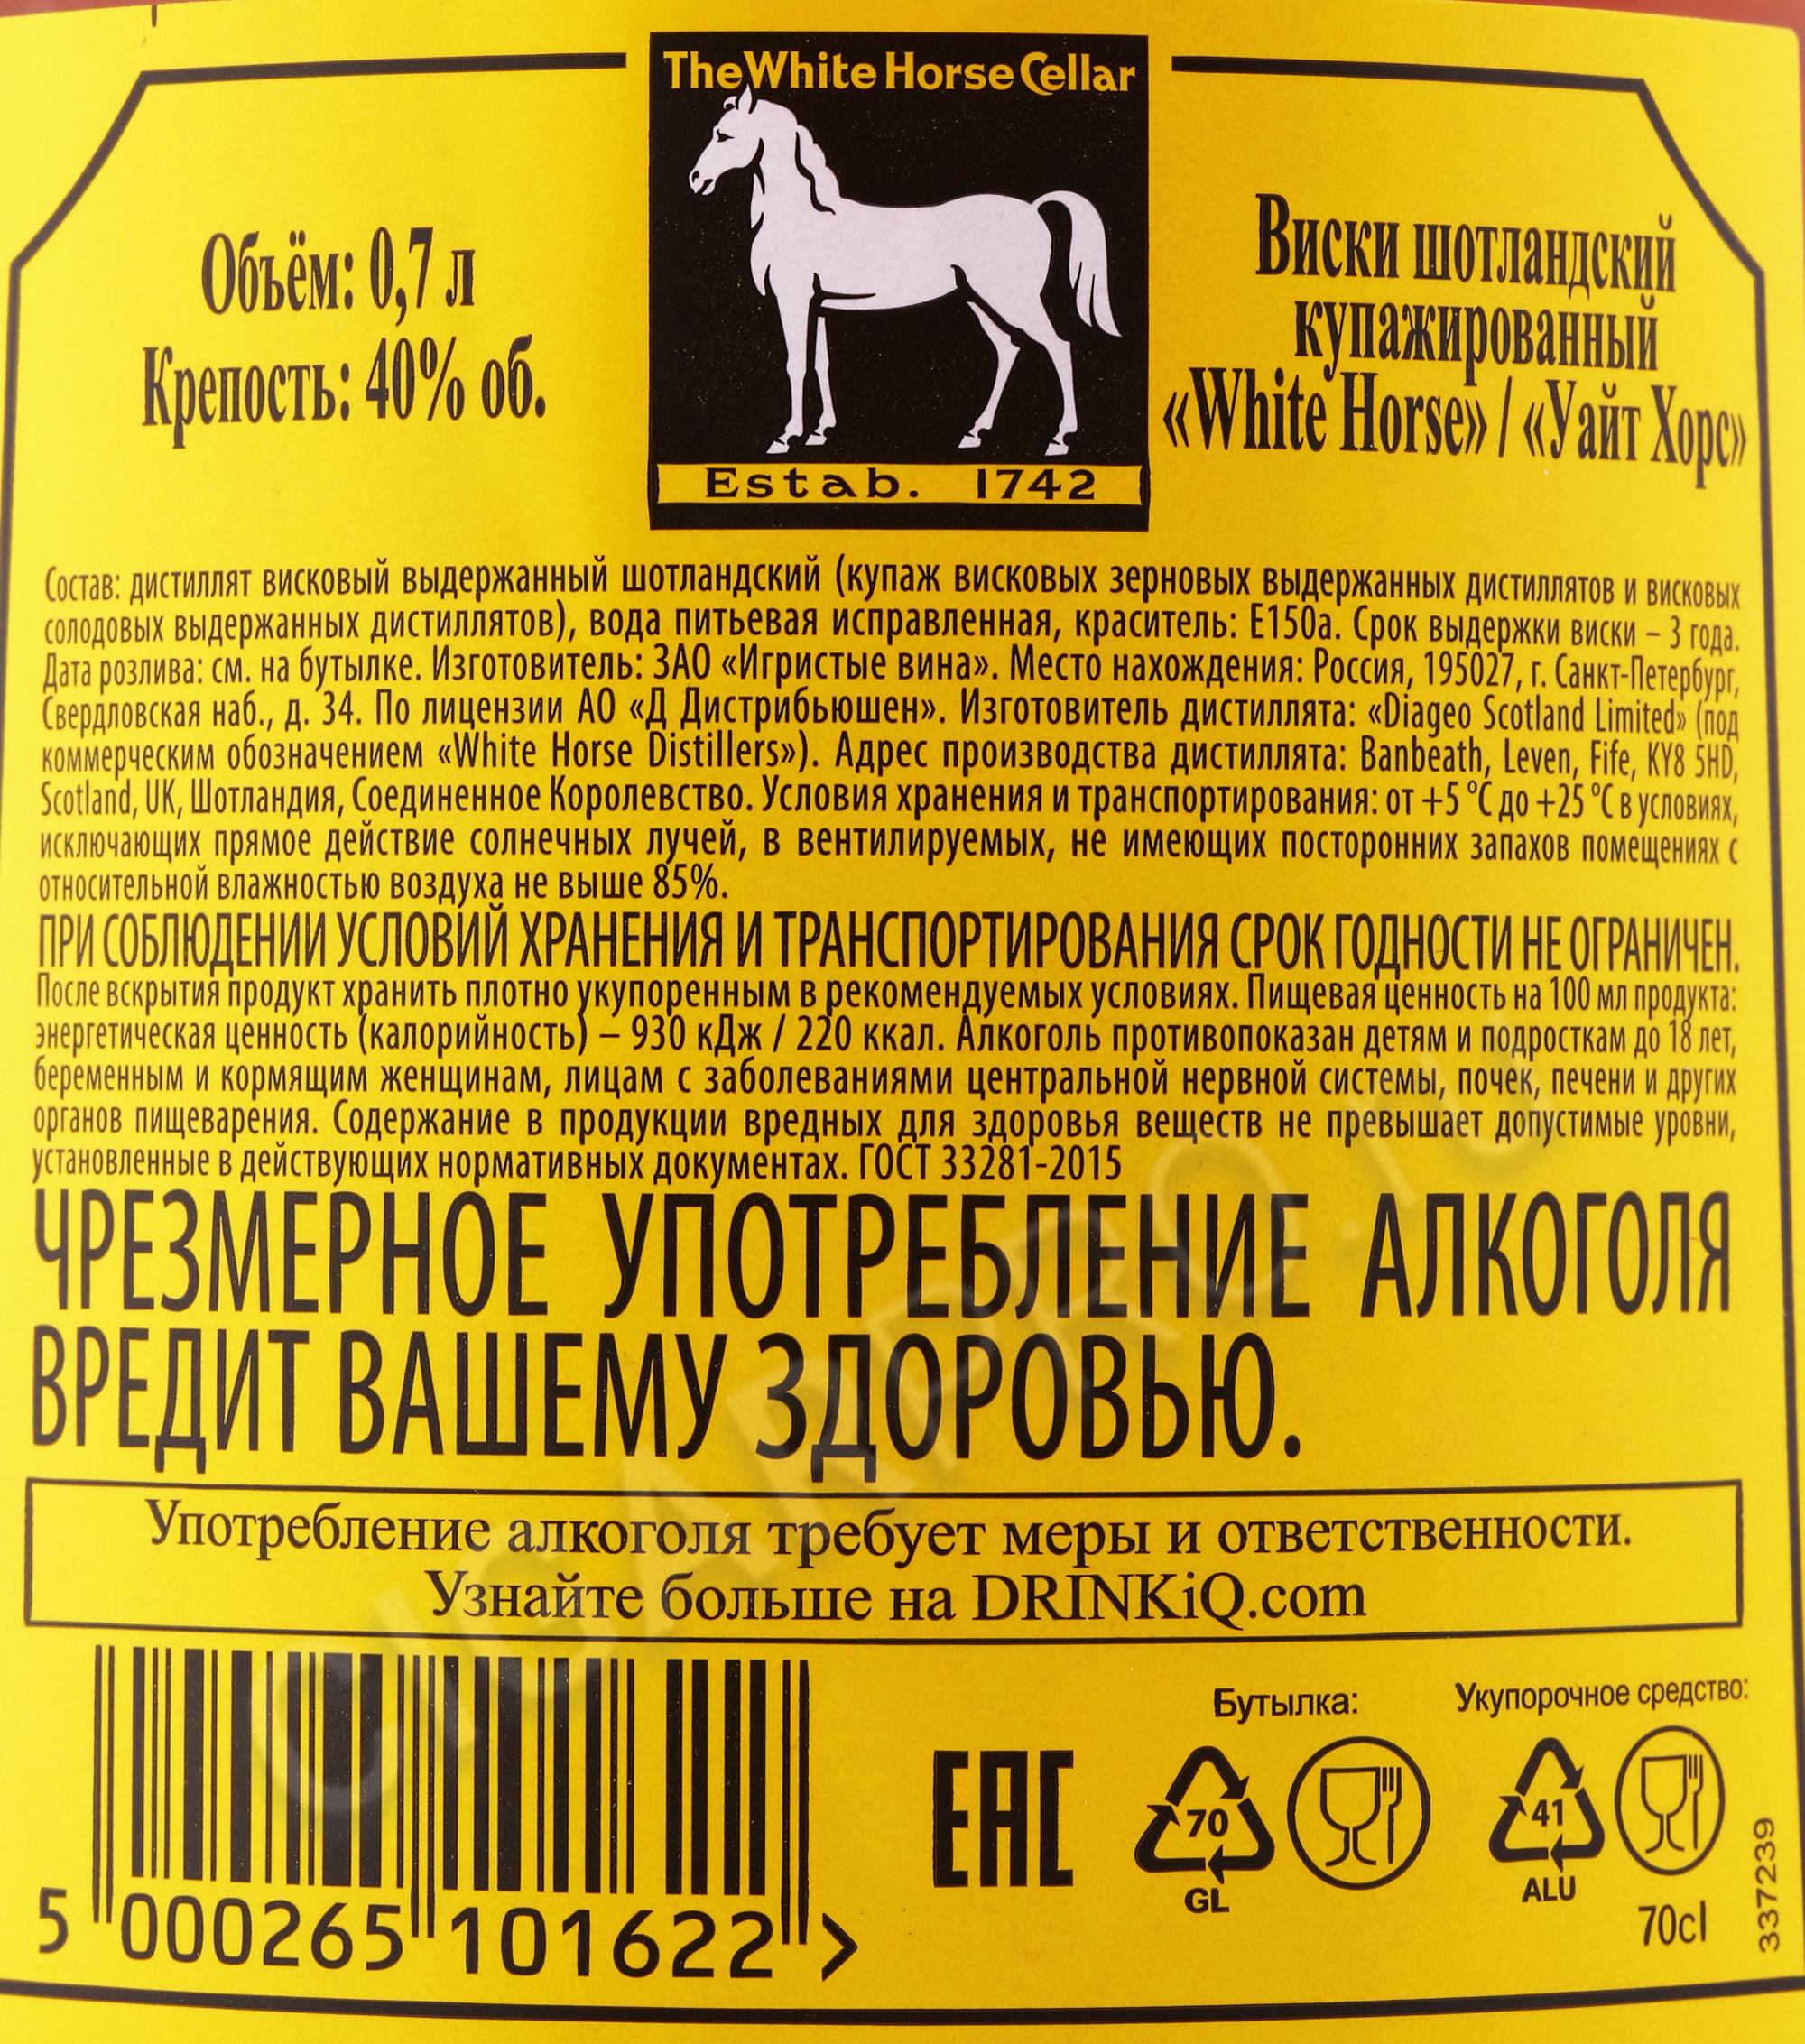 The White Horse Cellar
Estab. 1742
Объём: 0,7 л
Крепость: 40% об.
Виски шотландский
купажированный
«White Horse» / «Уайт Хорс»
Состав: дистиллят висковый выдержанный шотландский (купаж висковых зерновых выдержанных дистиллятов и висковых
солодовых выдержанных дистиллятов), вода питьевая исправленная, краситель: Е150а. Срок выдержки виски – 3 года.
Дата розлива: см. на бутылке. Изготовитель: ЗАО «Игристые вина». Место нахождения: Россия, 195027, г. Санкт-Петербург,
Свердловская наб., д. 34. По лицензии АО «Д Дистрибьюшен». Изготовитель дистиллята: «Diageo Scotland Limited» (под
коммерческим обозначением «White Horse Distillers»). Адрес производства дистиллята: Banbeath, Leven, Fife, KY8 5HD,
Scotland, UK, Шотландия, Соединенное Королевство. Условия хранения и транспортирования: от +5 °С до +25 °С в условиях,
исключающих прямое действие солнечных лучей, в вентилируемых, не имеющих посторонних запахов помещениях с
относительной влажностью воздуха не выше 85%.
ПРИ СОБЛЮДЕНИИ УСЛОВИЙ ХРАНЕНИЯ И ТРАНСПОРТИРОВАНИЯ СРОК ГОДНОСТИ НЕ ОГРАНИЧЕН.
После вскрытия продукт хранить плотно укупоренным в рекомендуемых условиях. Пищевая ценность на 100 мл продукта:
энергетическая ценность (калорийность) – 930 кДж / 220 ккал. Алкоголь противопоказан детям и подросткам до 18 лет,
беременным и кормящим женщинам, лицам с заболеваниями центральной нервной системы, почек, печени и других
органов пищеварения. Содержание в продукции вредных для здоровья веществ не превышает допустимые уровни,
установленные в действующих нормативных документах. ГОСТ 33281-2015
ЧРЕЗМЕРНОЕ УПОТРЕБЛЕНИЕ АЛКОГОЛЯ
ВРЕДИТ ВАШЕМУ ЗДОРОВЬЮ.
Употребление алкоголя требует меры и ответственности.
Узнайте больше на DRINKiQ.com
5 000265 101622 >
EAC
Бутылка:
70
GL
Укупорочное средство:
41
ALU
70cl
337239
CIGARPRO.ru